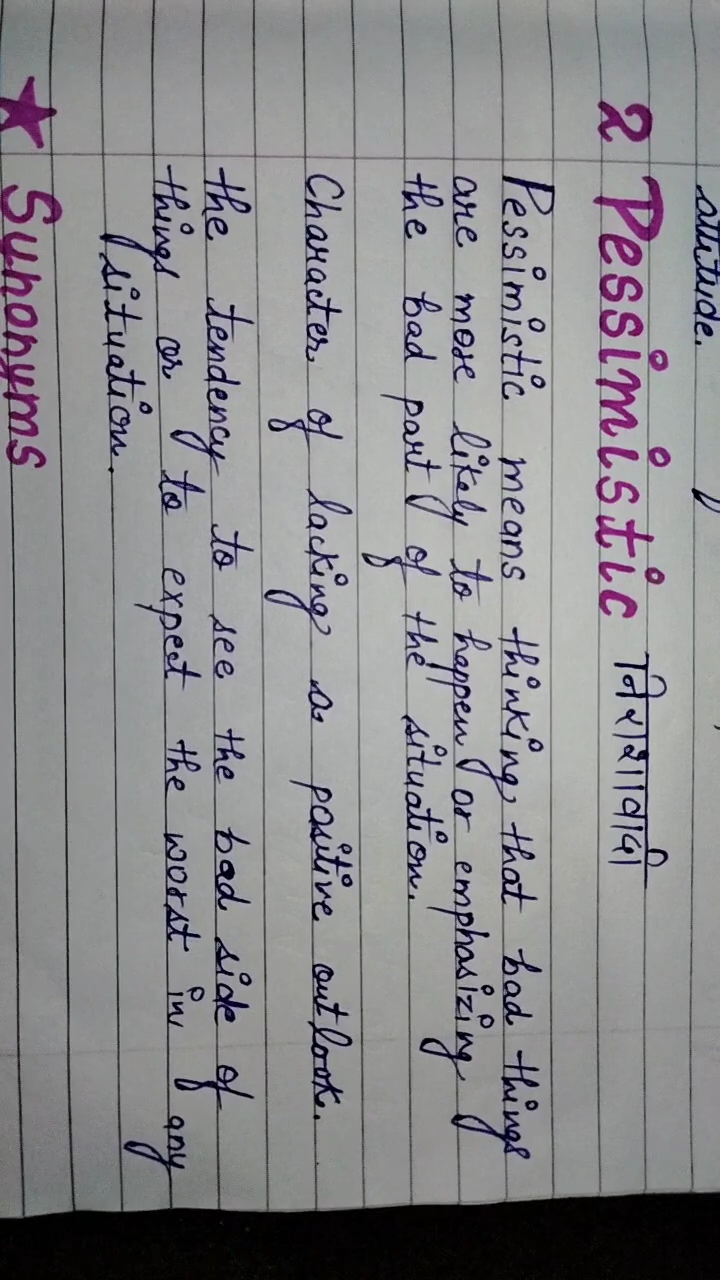 attitude.
2 Pessimistic निराशावादी
Pessimistic means thinking that bad things
are more likely to happen or emphasizing
the bad part of the situation.
Character of lacking a positive outlook.
the tendency to see the bad side of
things or to expect the worst in any
situation.
★ Synonyms